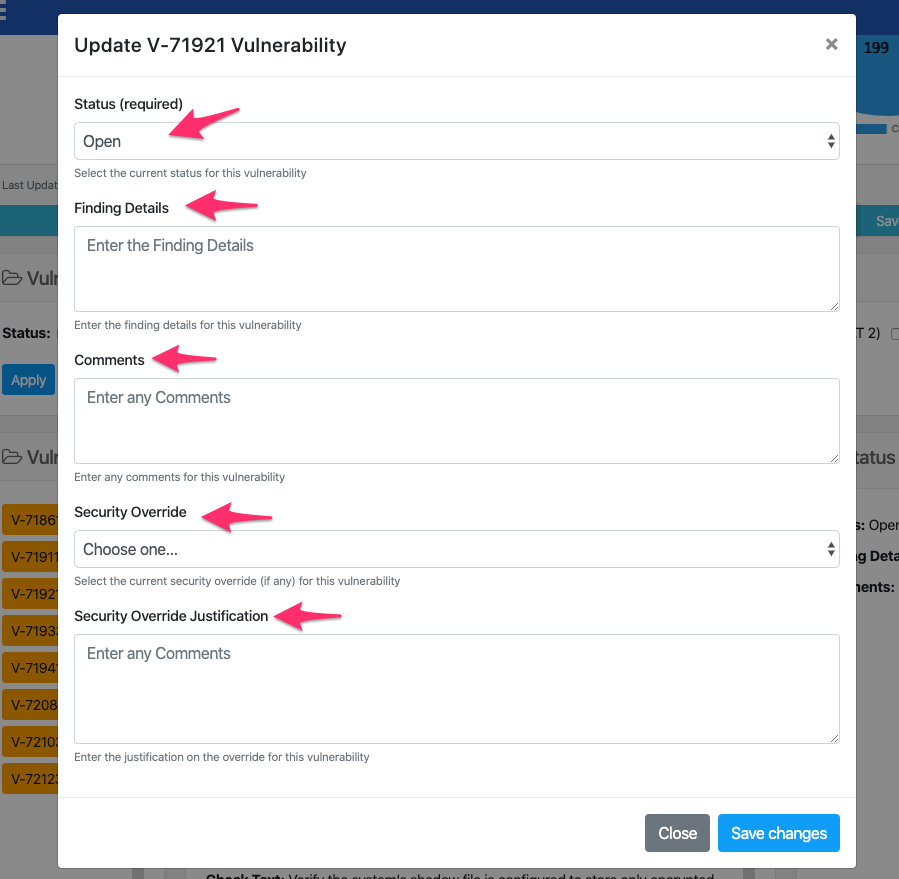 Update V-71921 Vulnerability
×
199
Status (required)
Open
Select the current status for this vulnerability
Last Updat
Finding Details
Sav
Enter the Finding Details
Vuln
Enter the finding details for this vulnerability
Status:
T 2)
Comments
Apply
Enter any Comments
Vuln
tatus
Enter any comments for this vulnerability
Security Override
V-7186
s: Open
Choose one...
V-71911
ng Deta
Select the current security override (if any) for this vulnerability
V-7192
ments:
Security Override Justification
V-7193
Enter any Comments
V-7194
V-7208
V-7210
Enter the justification on the override for this vulnerability
V-7212
Close
Save changes
Check Text: Verify the system's shadow file is configured to store only encrypted